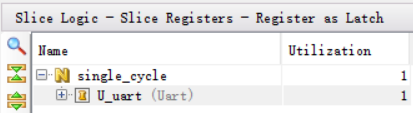 Slice Logic - Slice Registers - Register as Latch
Name Utilization
N single_cycle 1
U_uart (Uart) 1